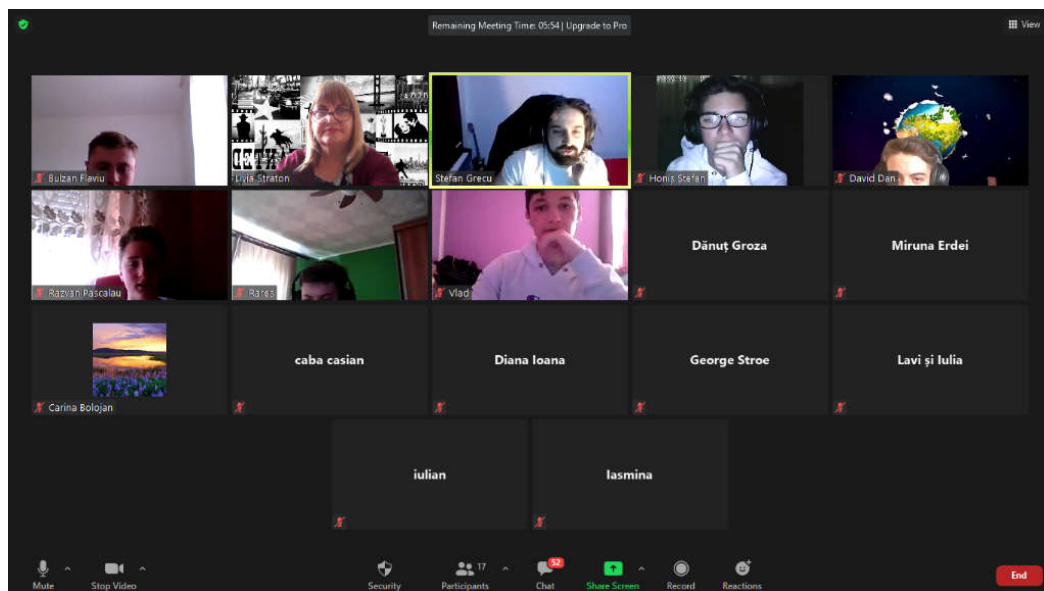 Remaining Meeting Time: 05:54 | Upgrade to Pro
View
Bulzan Flaviu
Livia Straton
Stefan Grecu
Honiș Stefan
David Dan
Razvan Pascalau
Rares
Vlad
Dănuț Groza
Miruna Erdei
Carina Bolojan
caba casian
Diana Ioana
George Stroe
Lavi și Iulia
iulian
Iasmina
Mute
Stop Video
Security
Participants
17
Chat
52
Share Screen
Record
Reactions
End